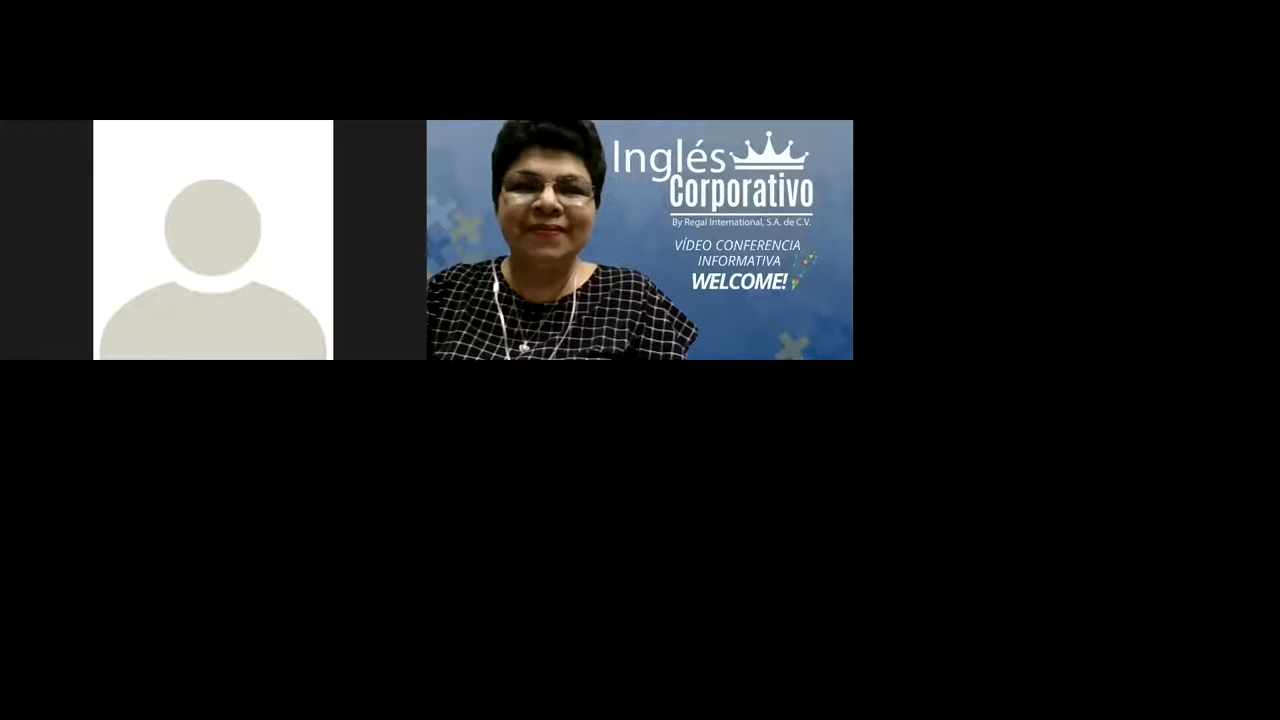 Inglés
Corporativo
By Regal International, S.A. de C.V.
VÍDEO CONFERENCIA
INFORMATIVA
WELCOME!